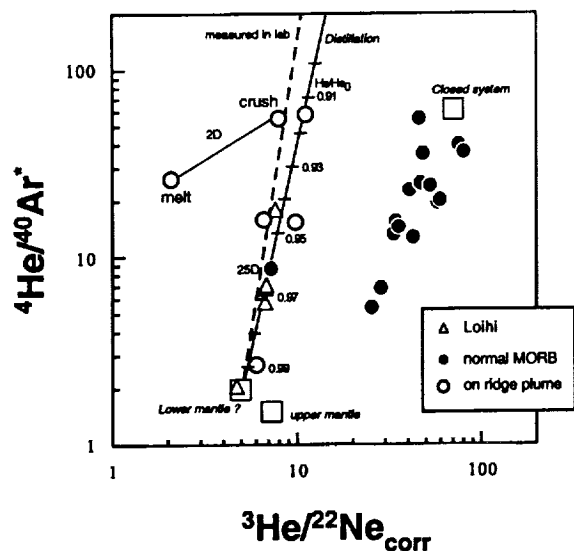 measured in lab
Distillation
100
crush
He/He₀
0.91
Closed system
2D
melt
0.93
⁴He/⁴⁰Ar*
10
0.95
25D
0.97
△ Loihi
● normal MORB
○ on ridge plume
0.99
Lower mantle ?
upper mantle
1
1
10
100
³He/²²Ne_corr